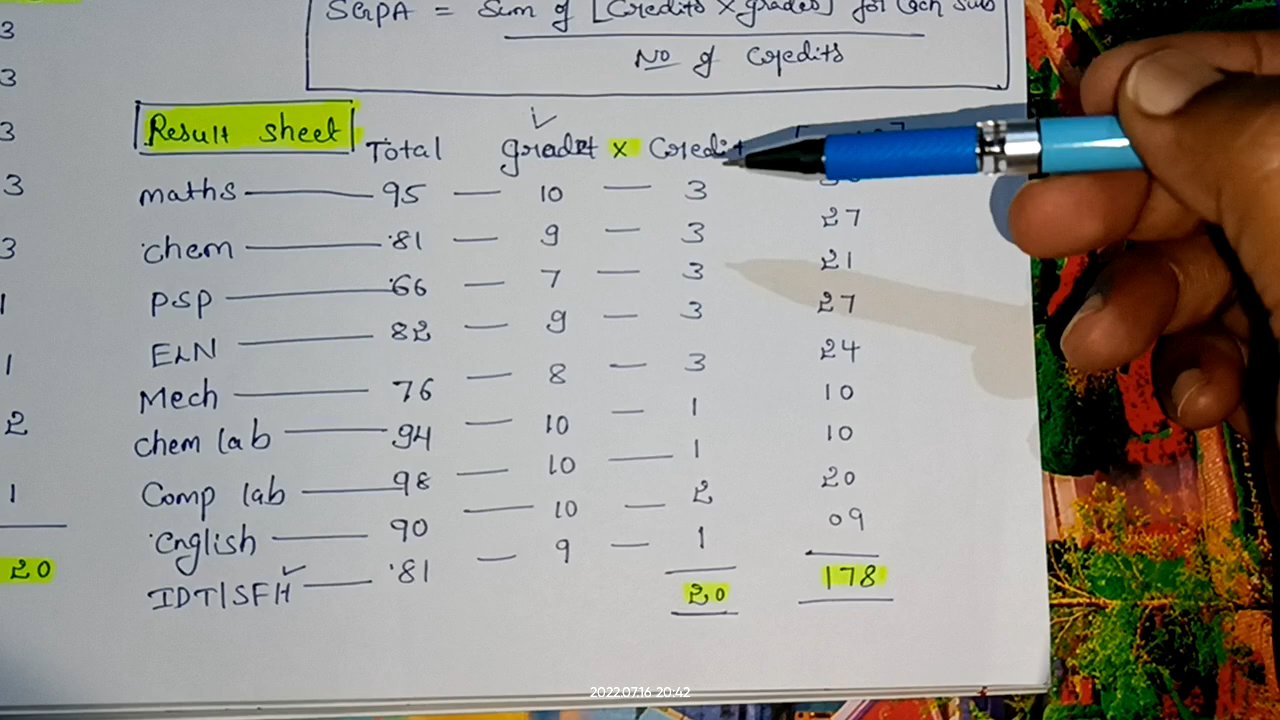 SGPA = Sum of [Credits x grades] for each sub
No of Credits
3
3
3
3
3
1
1
2
1
20
Result sheet
Total grade x Credit
maths 95 10 3
chem 81 9 3 27
PSP 66 7 3 21
ELN 82 9 3 27
Mech 76 8 3 24
chem lab 94 10 1 10
Comp lab 98 10 1 10
English 90 10 2 20
IDT/SFH 81 9 1 09
20 178
2022.07.16 20:42